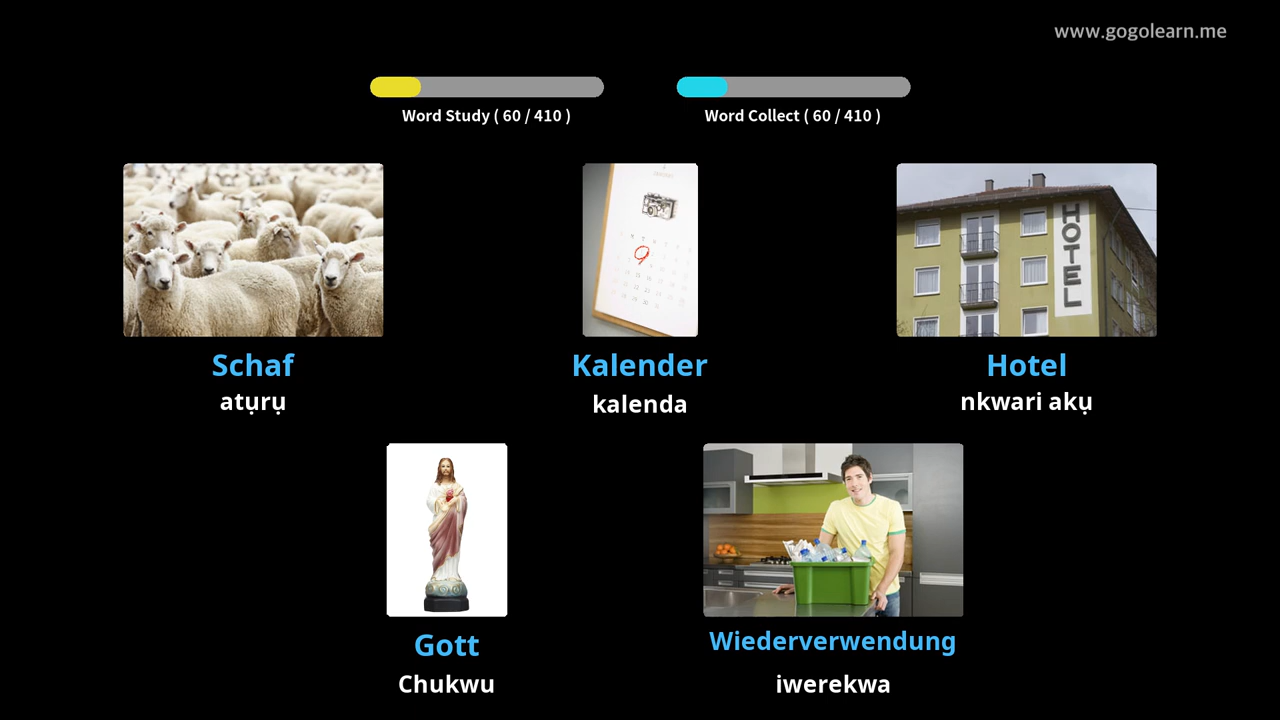 www.gogolearn.me
Word Study ( 60 / 410 )
Word Collect ( 60 / 410 )
HOTEL
Schaf
atụrụ
Kalender
kalenda
Hotel
nkwari akụ
Gott
Chukwu
Wiederverwendung
iwerekwa